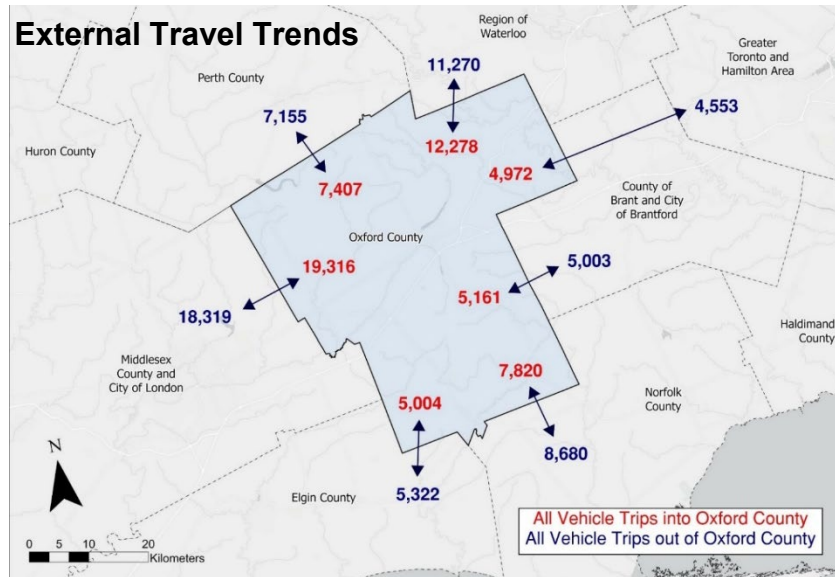 External Travel Trends
Region of
Waterloo
Greater
Toronto and
Hamilton Area
Perth County
11,270
7,155
4,553
Huron County
12,278
4,972
7,407
County of
Brant and City
of Brantford
Oxford County
19,316
5,003
5,161
18,319
Haldimand
County
Middlesex
County and
City of London
7,820
Norfolk
County
5,004
8,680
N
5,322
Elgin County
All Vehicle Trips into Oxford County
All Vehicle Trips out of Oxford County
0 5 10 20
Kilometers